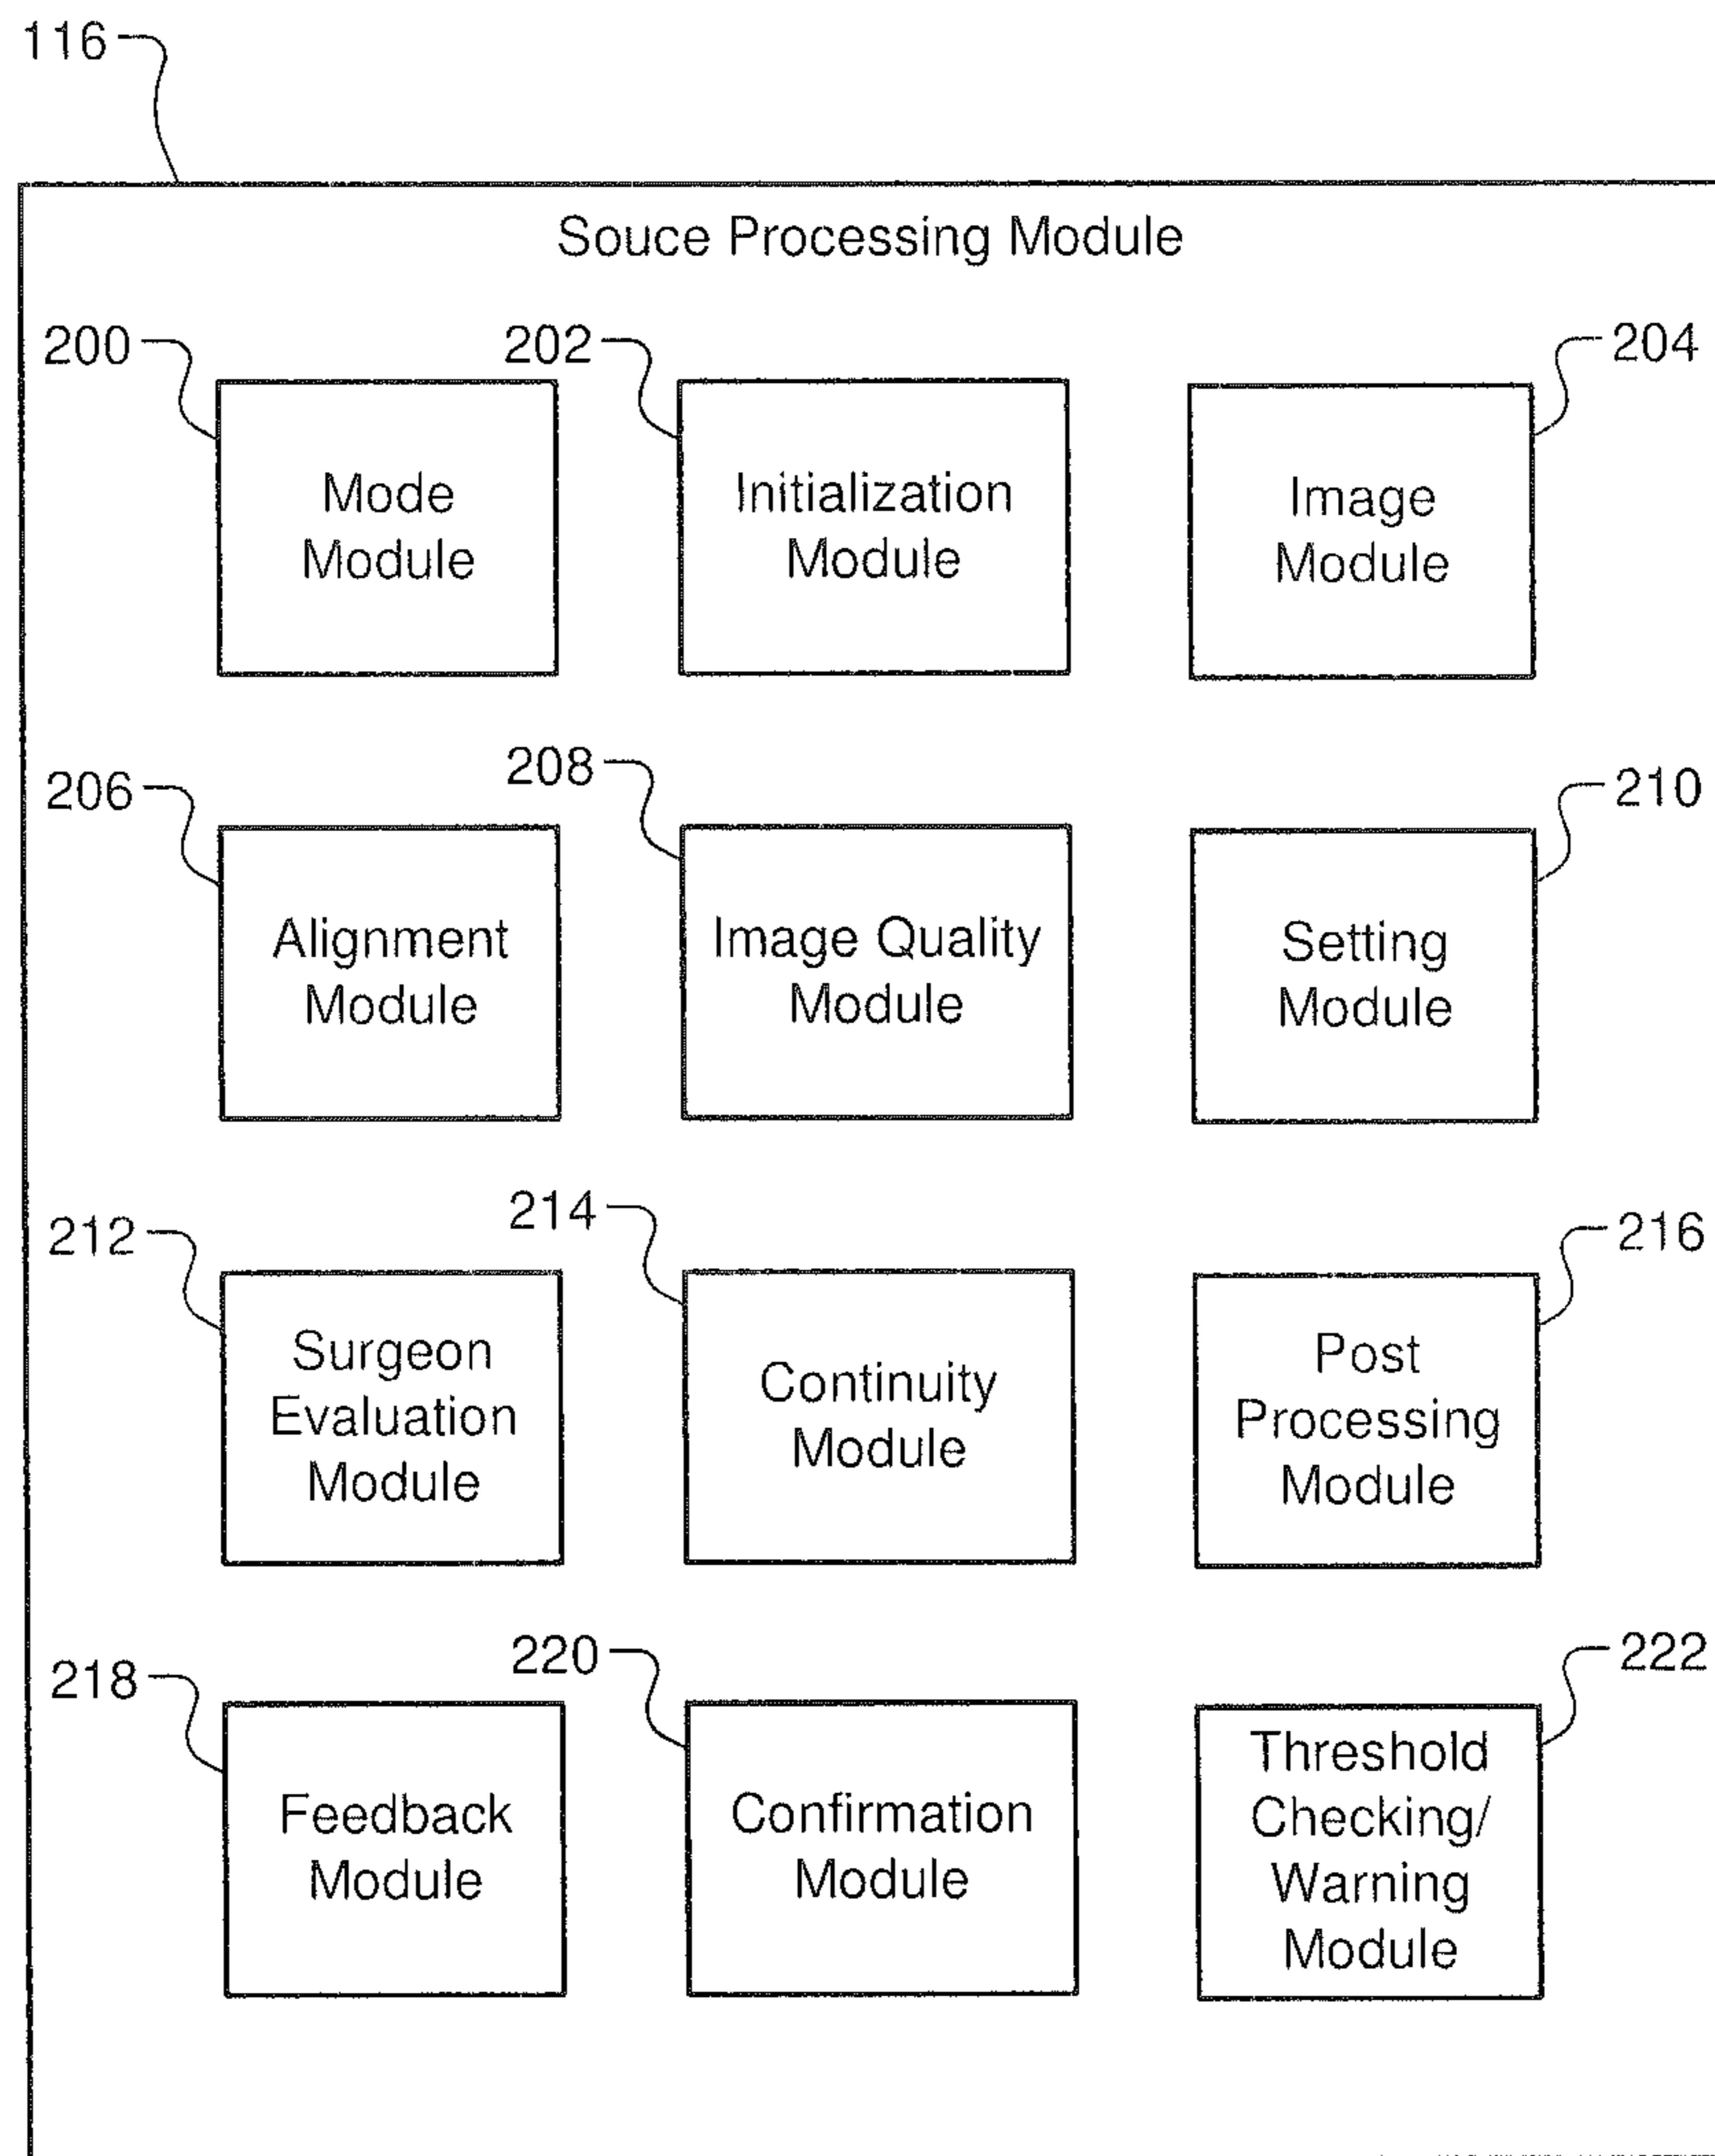 116
Souce Processing Module
200
202
204
Mode
Module
Initialization
Module
Image
Module
206
208
210
Alignment
Module
Image Quality
Module
Setting
Module
212
214
216
Surgeon
Evaluation
Module
Continuity
Module
Post
Processing
Module
218
220
222
Feedback
Module
Confirmation
Module
Threshold
Checking/
Warning
Module